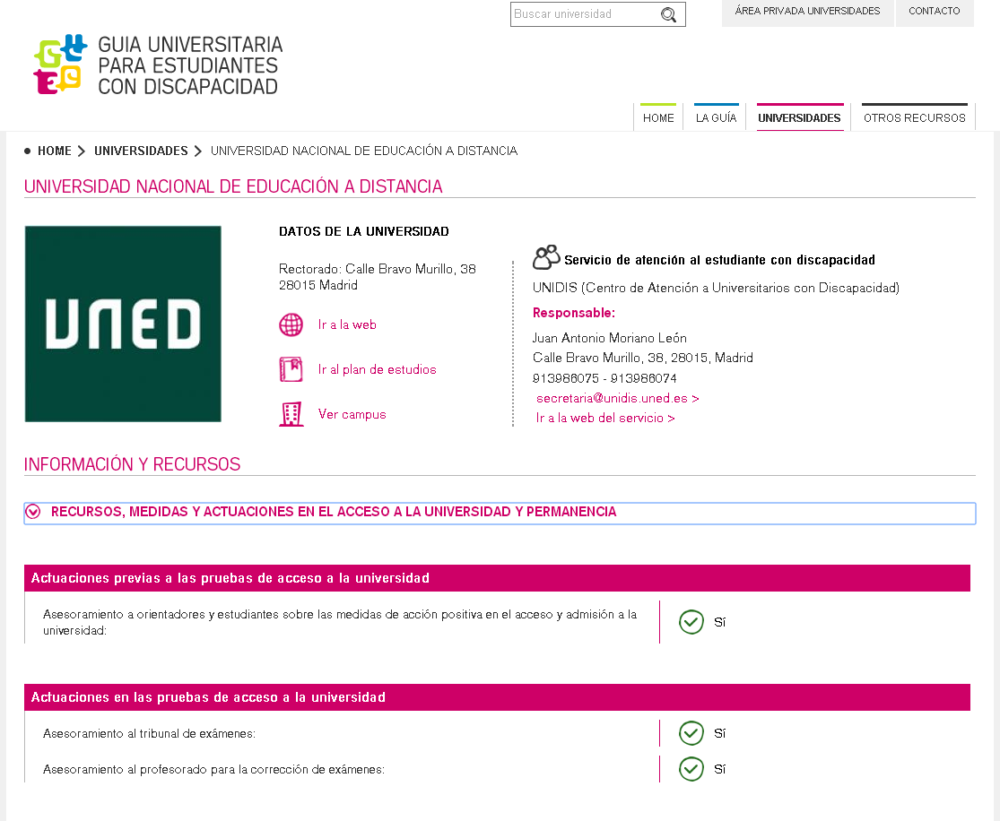 Buscar universidad
ÁREA PRIVADA UNIVERSIDADES
CONTACTO
GUIA UNIVERSITARIA
PARA ESTUDIANTES
CON DISCAPACIDAD
HOME
LA GUÍA
UNIVERSIDADES
OTROS RECURSOS
HOME
UNIVERSIDADES
UNIVERSIDAD NACIONAL DE EDUCACIÓN A DISTANCIA
UNIVERSIDAD NACIONAL DE EDUCACIÓN A DISTANCIA
UNED
DATOS DE LA UNIVERSIDAD
Rectorado: Calle Bravo Murillo, 38
28015 Madrid
Ir a la web
Ir al plan de estudios
Ver campus
Servicio de atención al estudiante con discapacidad
UNIDIS (Centro de Atención a Universitarios con Discapacidad)
Responsable:
Juan Antonio Moriano León
Calle Bravo Murillo, 38, 28015, Madrid
913986075 - 913986074
secretaria@unidis.uned.es >
Ir a la web del servicio >
INFORMACIÓN Y RECURSOS
RECURSOS, MEDIDAS Y ACTUACIONES EN EL ACCESO A LA UNIVERSIDAD Y PERMANENCIA
Actuaciones previas a las pruebas de acceso a la universidad
Asesoramiento a orientadores y estudiantes sobre las medidas de acción positiva en el acceso y admisión a la
universidad:
Sí
Actuaciones en las pruebas de acceso a la universidad
Asesoramiento al tribunal de exámenes:
Sí
Asesoramiento al profesorado para la corrección de exámenes:
Sí